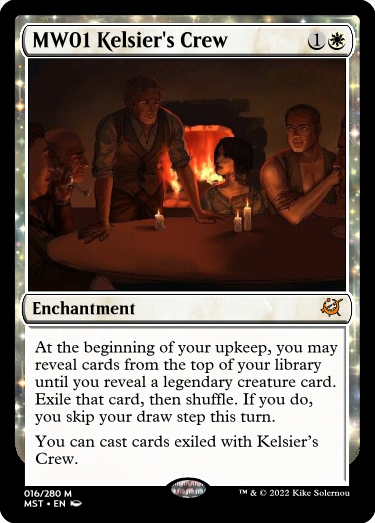 MW01 Kelsier's Crew 1
Enchantment
At the beginning of your upkeep, you may
reveal cards from the top of your library
until you reveal a legendary creature card.
Exile that card, then shuffle. If you do,
you skip your draw step this turn.
You can cast cards exiled with Kelsier's
Crew.
016/280 M
MST • EN
™ & © 2022 Kike Solernou